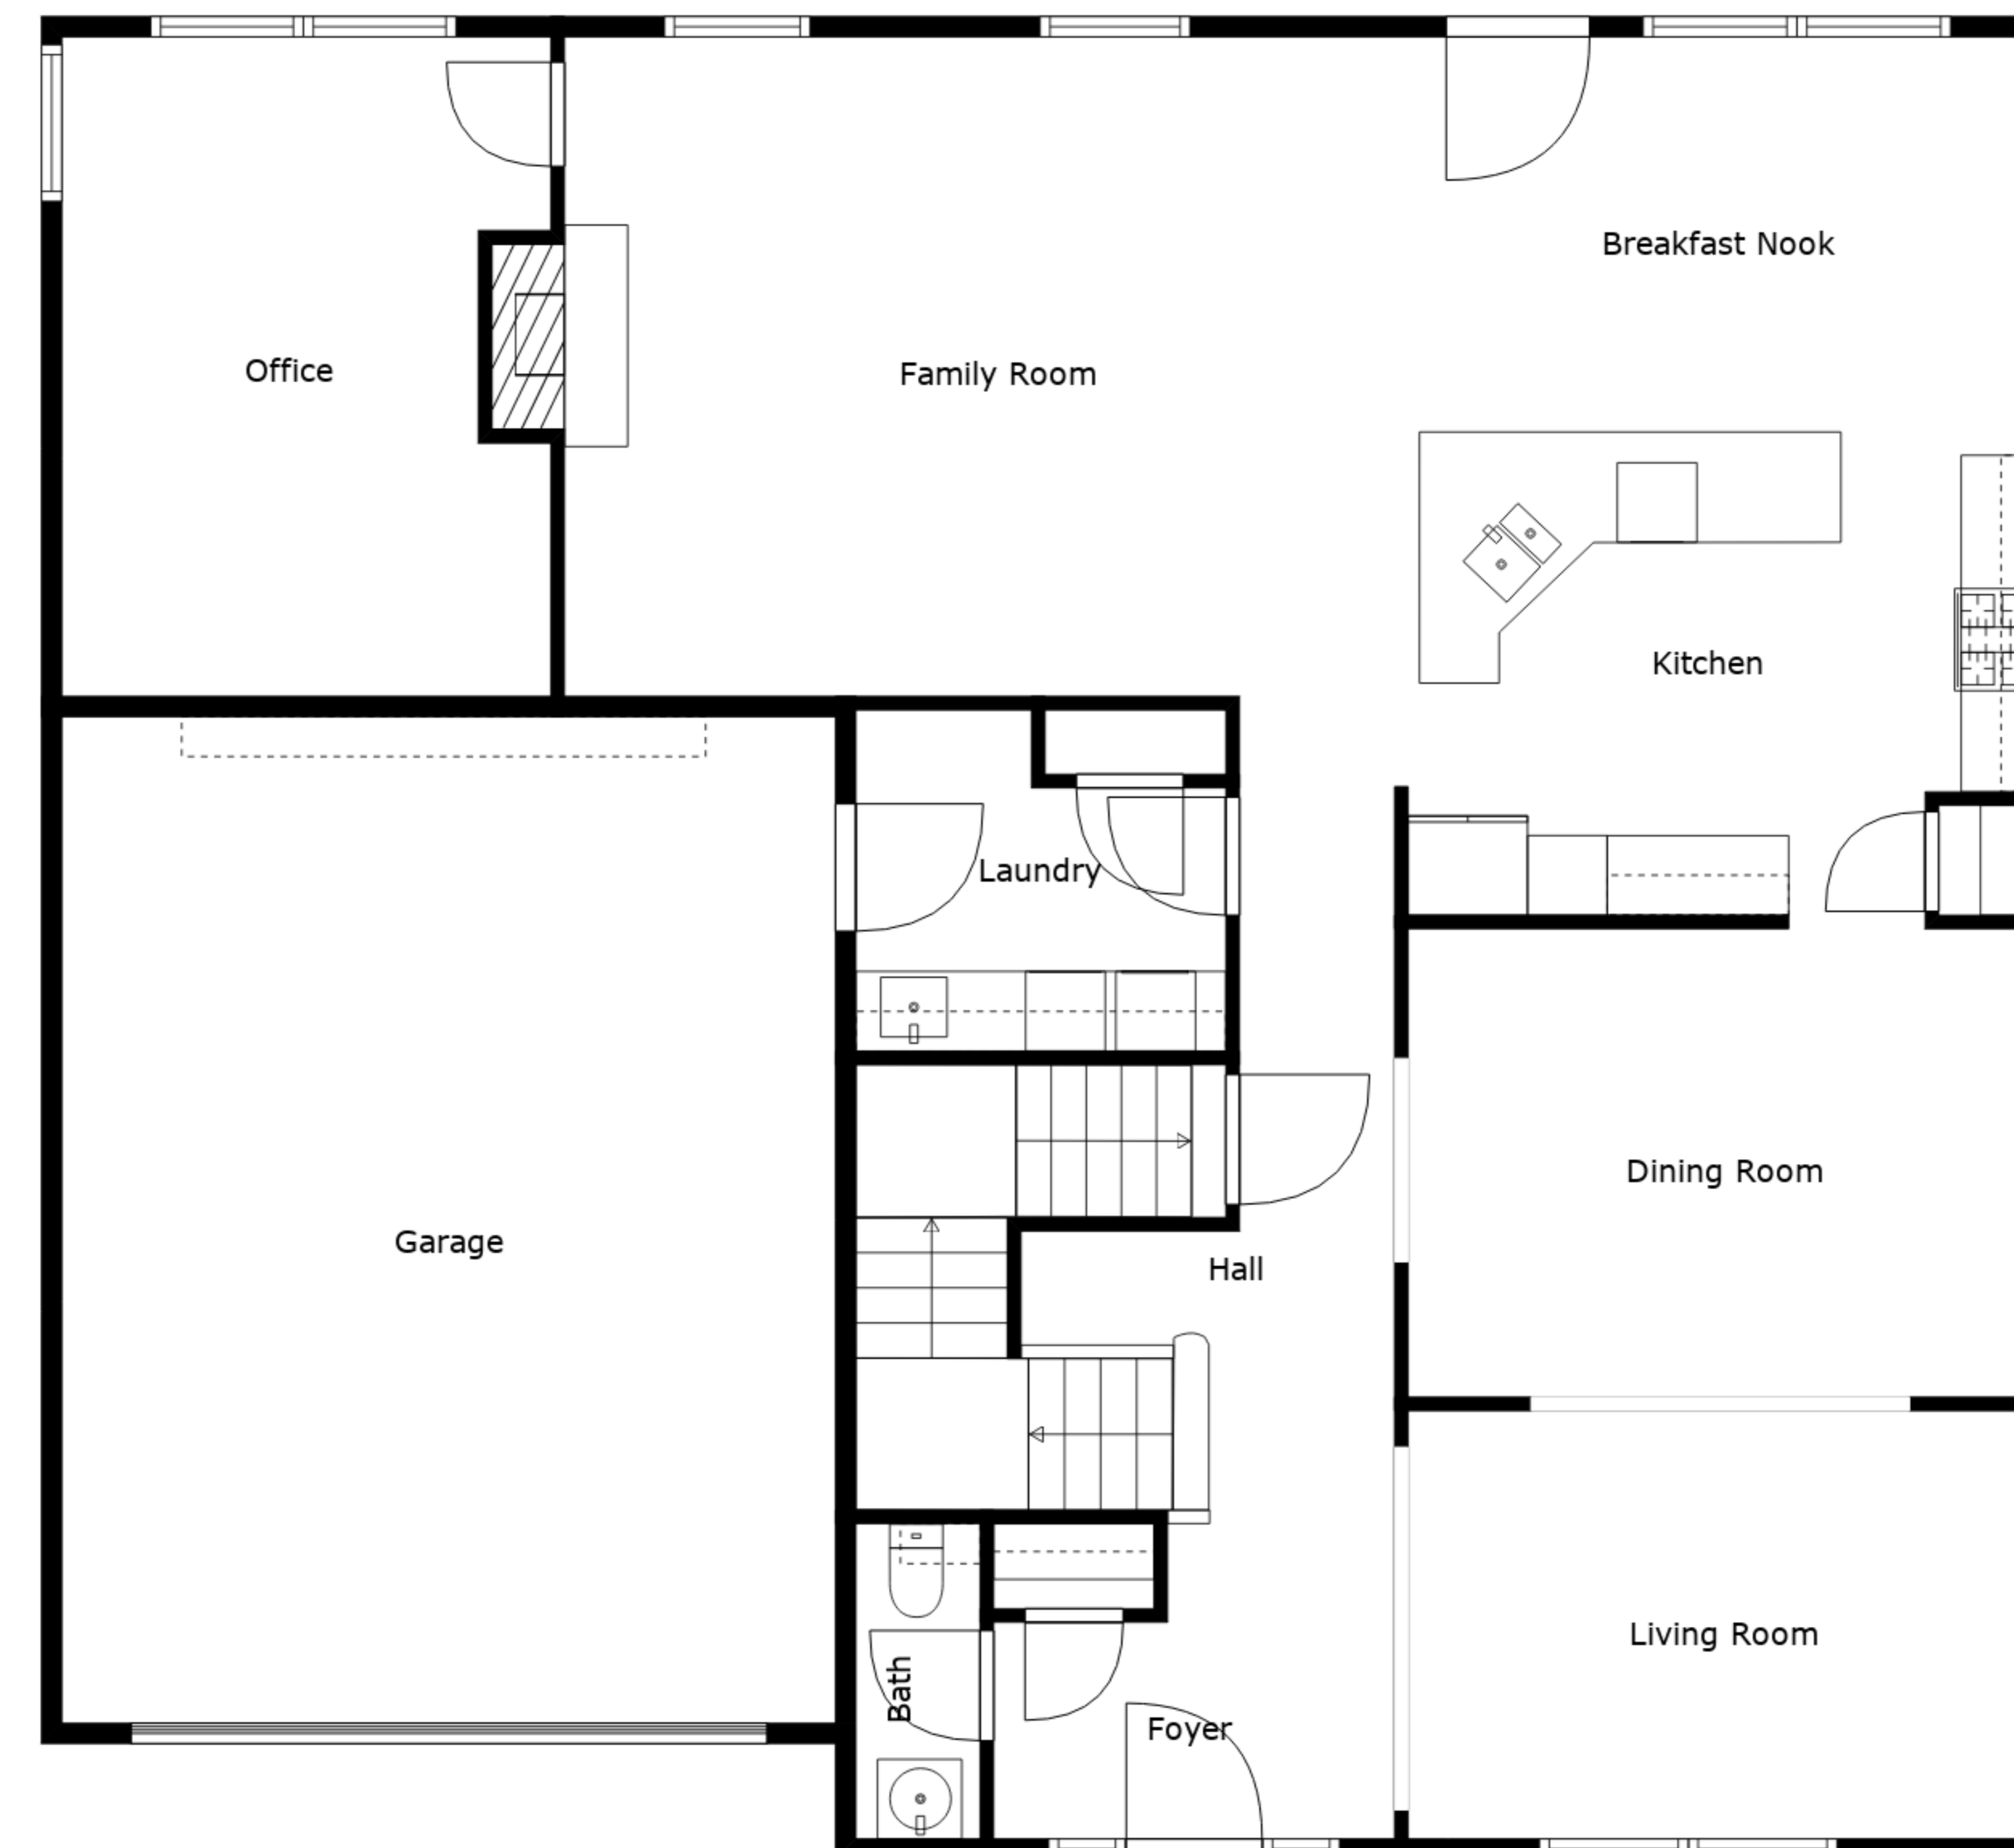 Breakfast Nook
Office
Family Room
Kitchen
Laundry
Dining Room
Garage
Hall
Living Room
Bath
Foyer